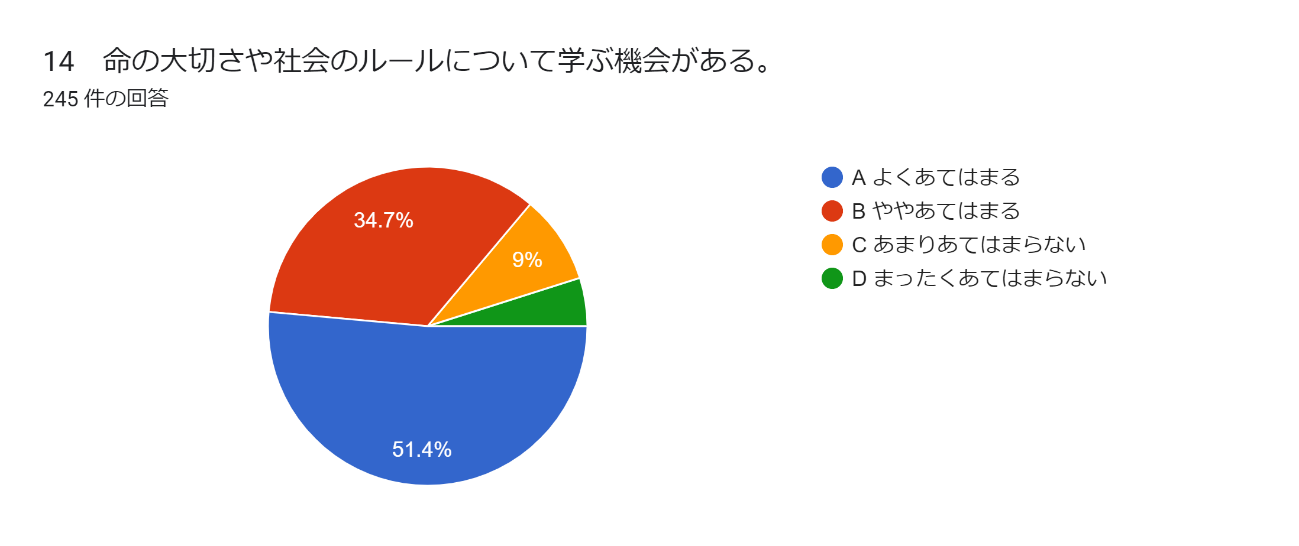 14　命の大切さや社会のルールについて学ぶ機会がある。
245 件の回答
A よくあてはまる
B ややあてはまる
C あまりあてはまらない
D まったくあてはまらない
34.7%
9%
51.4%